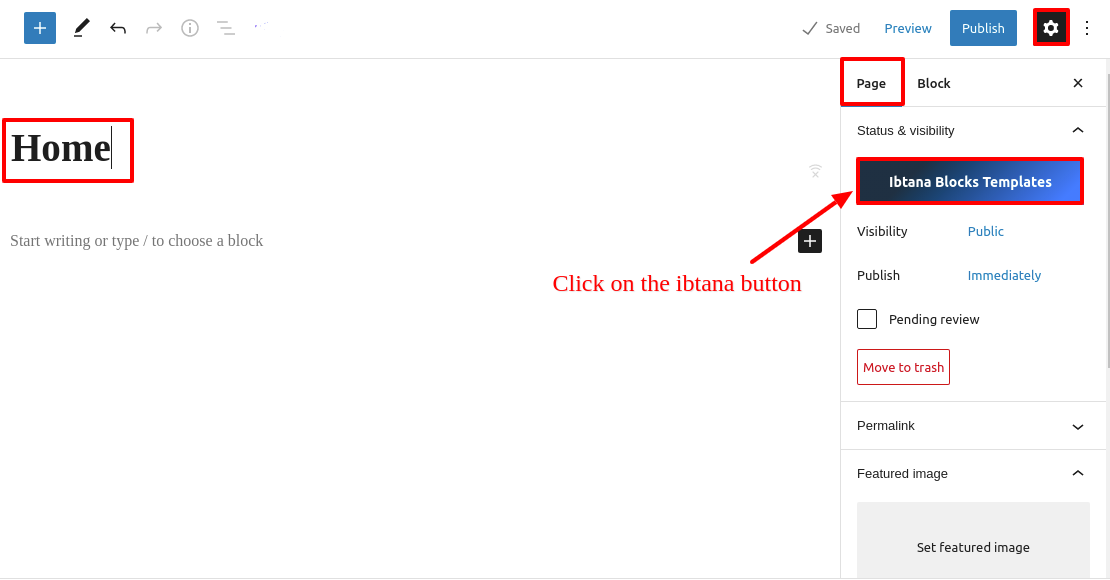 Saved Preview Publish
Page Block
Home
Status & visibility
Ibtana Blocks Templates
Visibility Public
Start writing or type / to choose a block
Click on the ibtana button
Publish Immediately
Pending review
Move to trash
Permalink
Featured image
Set featured image